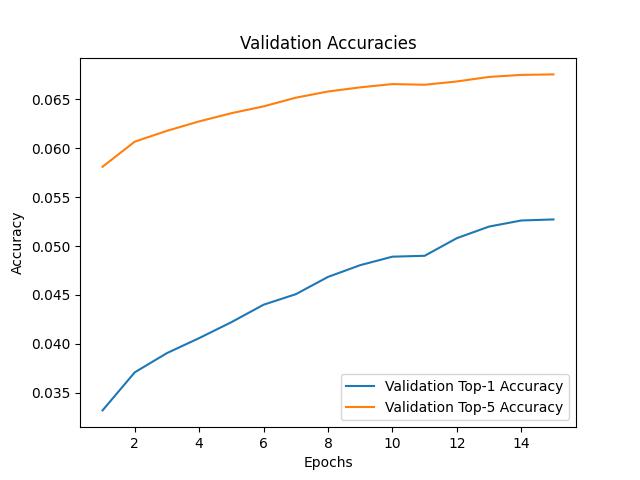 Validation Accuracies
Accuracy
0.065
0.060
0.055
0.050
0.045
0.040
0.035
Validation Top-1 Accuracy
Validation Top-5 Accuracy
2 4 6 8 10 12 14
Epochs